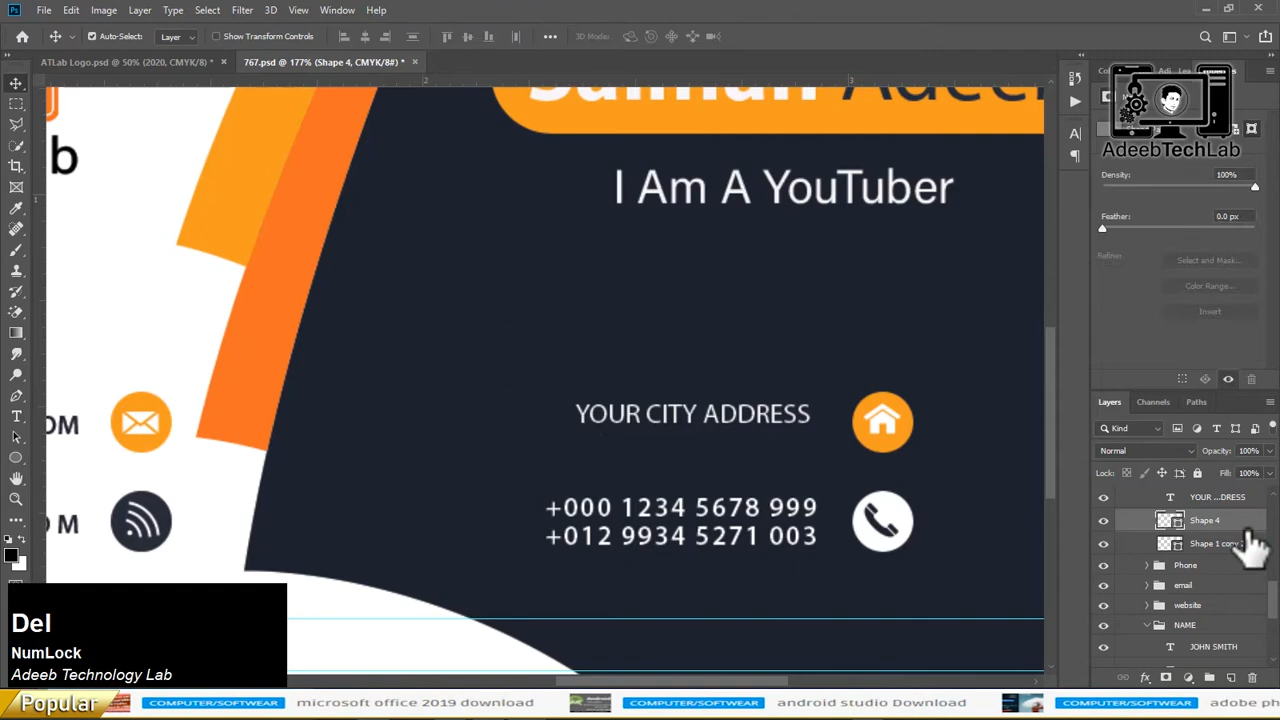 Ps File Edit Image Layer Type Select Filter 3D View Window Help
Auto-Select: Layer Show Transform Controls 3D Mode:
ATLab Logo.psd @ 50% (2020, CMYK/8) * × 767.psd @ 177% (Shape 4, CMYK/8#) * ×
2 3
AdeebTechLab
Density: 100%
Feather: 0.0 px
Refine:
Select and Mask...
Color Range...
Invert
b
I Am A YouTuber
YOUR CITY ADDRESS
+000 1234 5678 999
+012 9934 5271 003
OM
OM
Layers Channels Paths
Kind
Normal Opacity: 100%
Lock: Fill: 100%
T YOUR ...DRESS
Shape 4
Shape 1 copy
Phone
email
website
NAME
T JOHN SMITH
Del
NumLock
Adeeb Technology Lab
Popular COMPUTER/SOFTWEAR microsoft office 2019 download COMPUTER/SOFTWEAR android studio Download COMPUTER/SOFTWEAR adobe ph